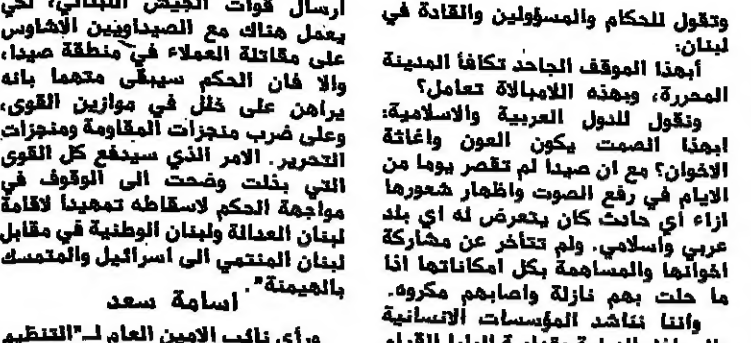 وتقول للحكام والمسؤولين والقادة في
لبنان:
أبهذا الموقف الجاحد تكافأ المدينة
المحررة، وبهذه اللامبالاة تعامل؟
ونقول للدول العربية والاسلامية:
ابهذا الصمت يكون العون واغاثة
الاخوان؟ مع ان صيدا لم تقصر يوما من
الايام في رفع الصوت واظهار شعورها
ازاء أي حادث كان يتعرض له اي بلد
عربي واسلامي. ولم تتأخر عن مشاركة
اخوانها والمساهمة بكل امكاناتها اذا
ما حلت بهم نازلة واصابهم مكروه.
وأننا نناشد المؤسسات الانسانية
ارسال قوات الجيش اللبناني، لكي
يعمل هناك مع الصيداويين الاشاوس
على مقاتلة العملاء في منطقة صيدا،
والا فان الحكم سيبقى متهما بانه
يراهن على خلل في موازين القوى،
وعلى ضرب منجزات المقاومة ومنجزات
التحرير. الامر الذي سيدفع كل القوى
التي بذلت وضحت الى الوقوف في
مواجهة الحكم لاسقاطه تمهيدا لاقامة
لبنان العدالة ولبنان الوطنية في مقابل
لبنان المنتمي الى اسرائيل والمتمسك
بالهيمنة".
اسامة سعد
ورأى نائب الامين العام لـ"التنظيم